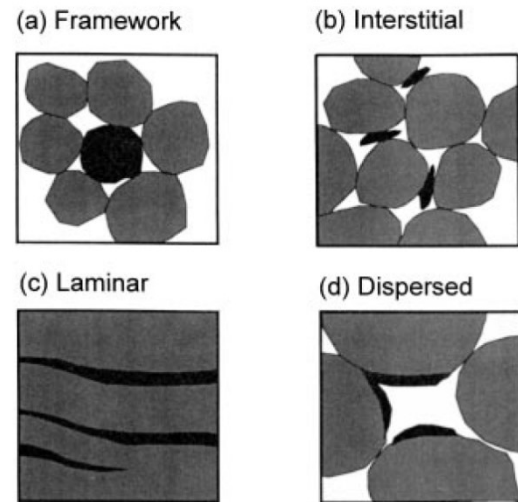 (a) Framework
(b) Interstitial
(c) Laminar
(d) Dispersed